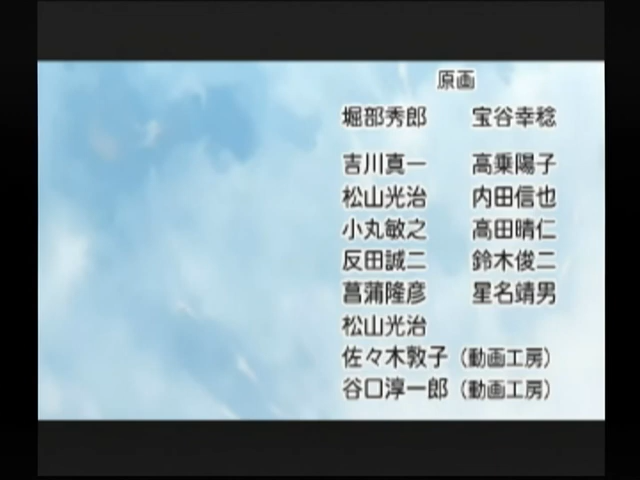 原画
堀部秀郎 宝谷幸稔
吉川真一 高乗陽子
松山光治 内田信也
小丸敏之 高田晴仁
反田誠二 鈴木俊二
菖蒲隆彦 星名靖男
松山光治
佐々木敦子（動画工房）
谷口淳一郎（動画工房）